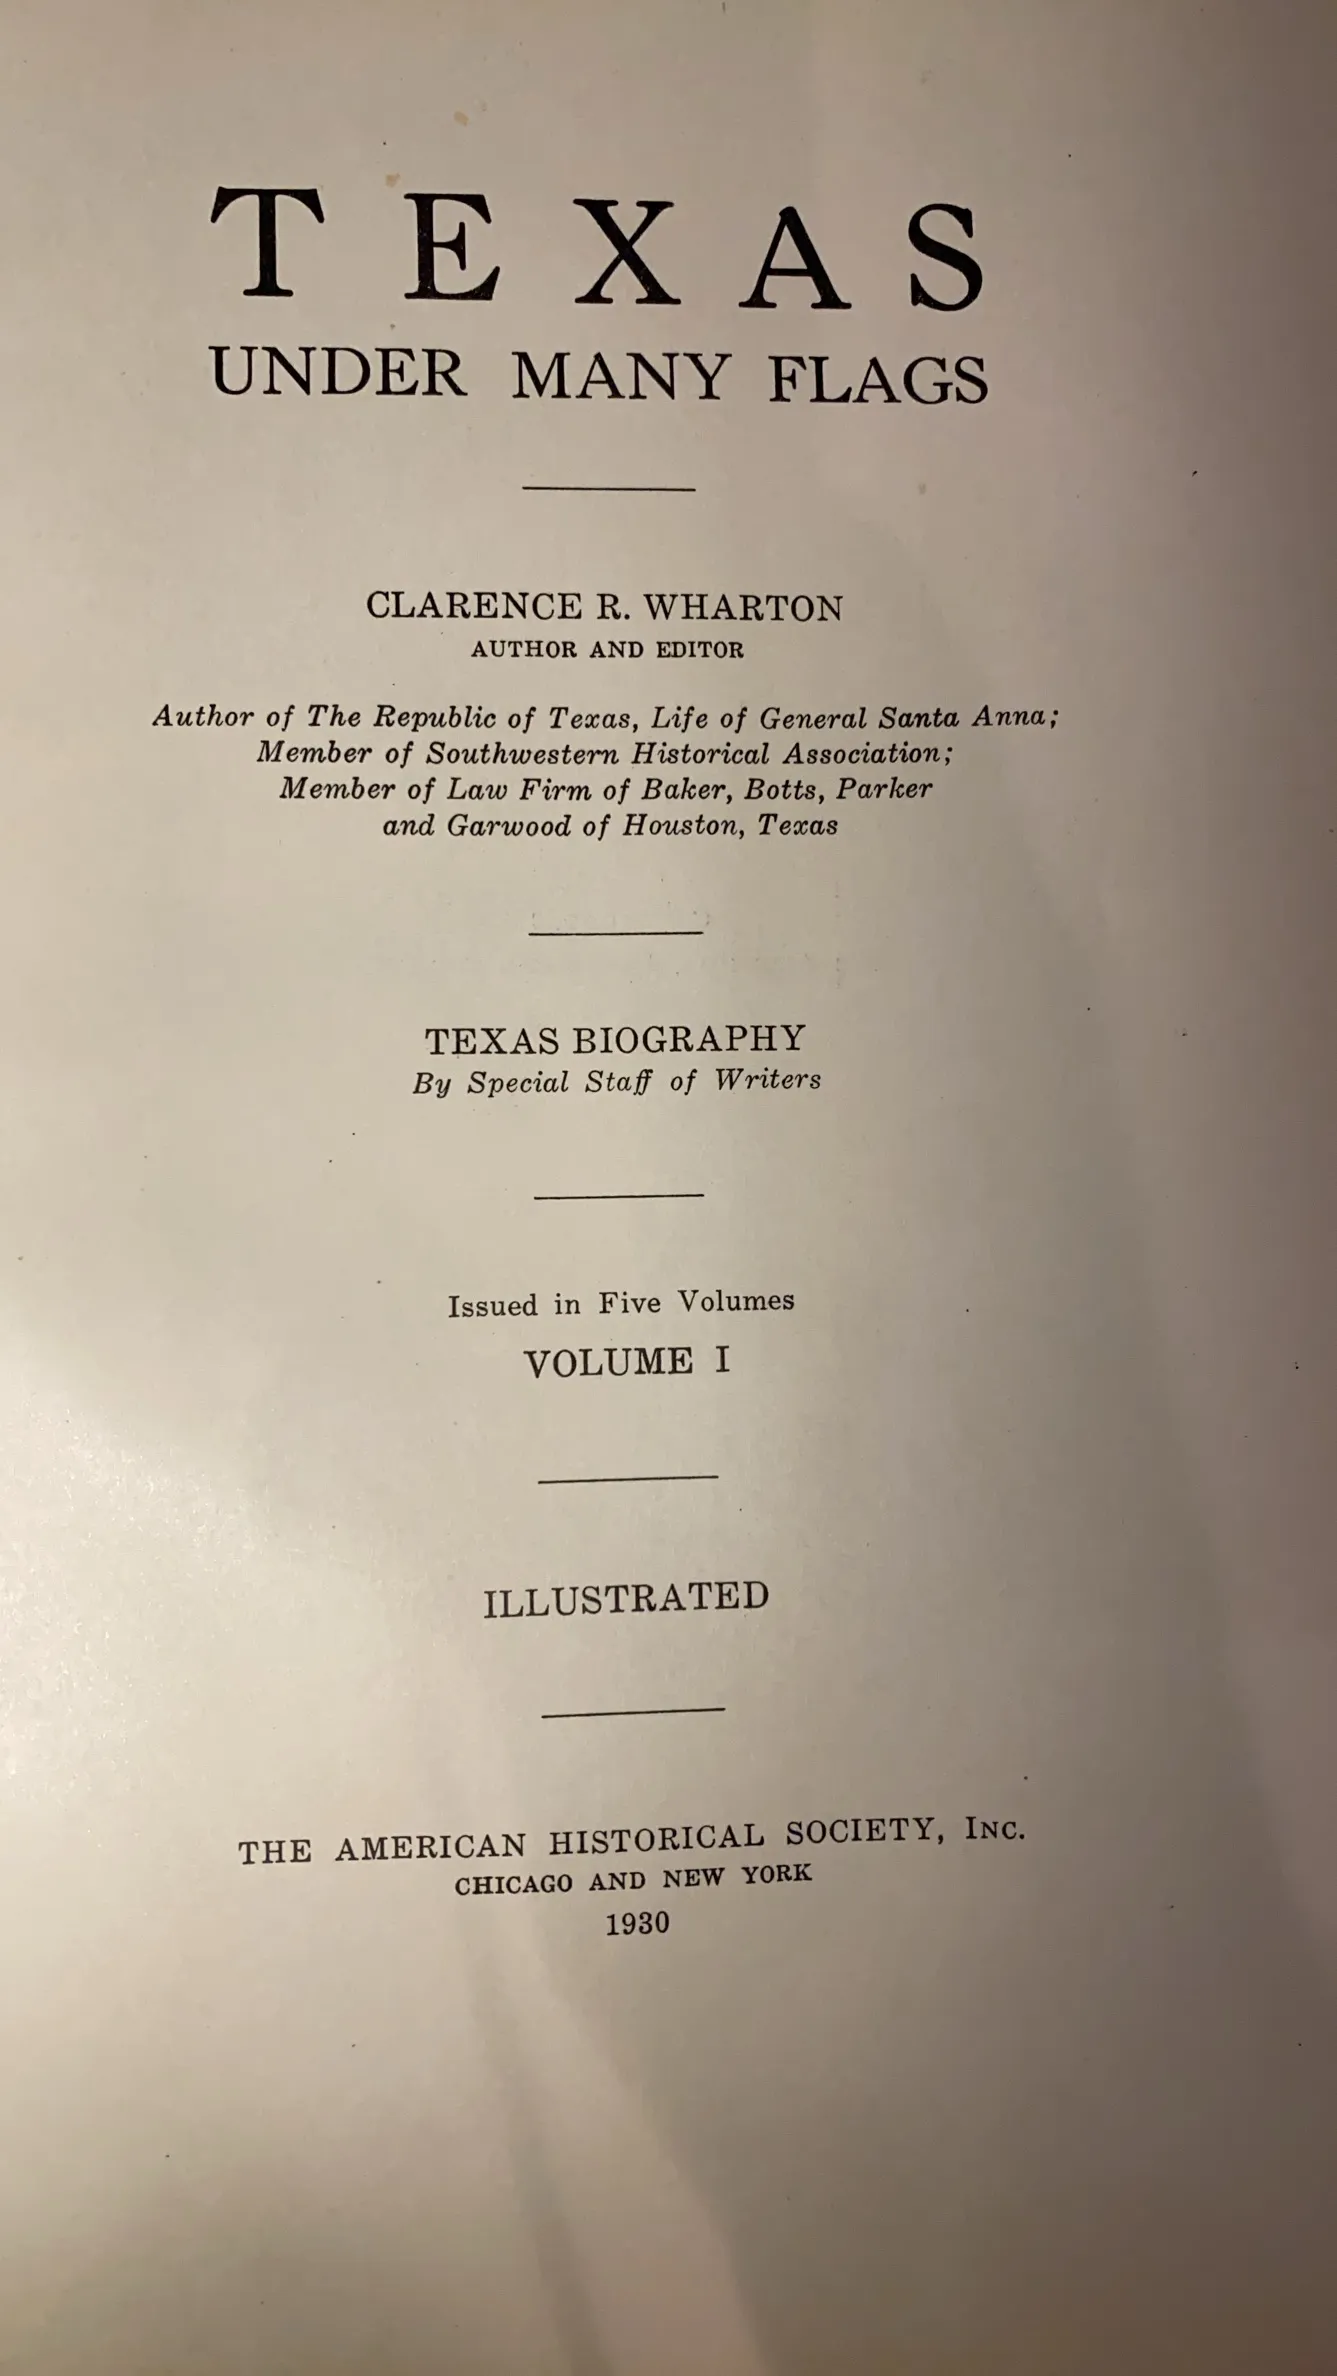 TEXAS
UNDER MANY FLAGS
CLARENCE R. WHARTON
AUTHOR AND EDITOR
Author of The Republic of Texas, Life of General Santa Anna;
Member of Southwestern Historical Association;
Member of Law Firm of Baker, Botts, Parker
and Garwood of Houston, Texas
TEXAS BIOGRAPHY
By Special Staff of Writers
Issued in Five Volumes
VOLUME I
ILLUSTRATED
THE AMERICAN HISTORICAL SOCIETY, INC.
CHICAGO AND NEW YORK
1930